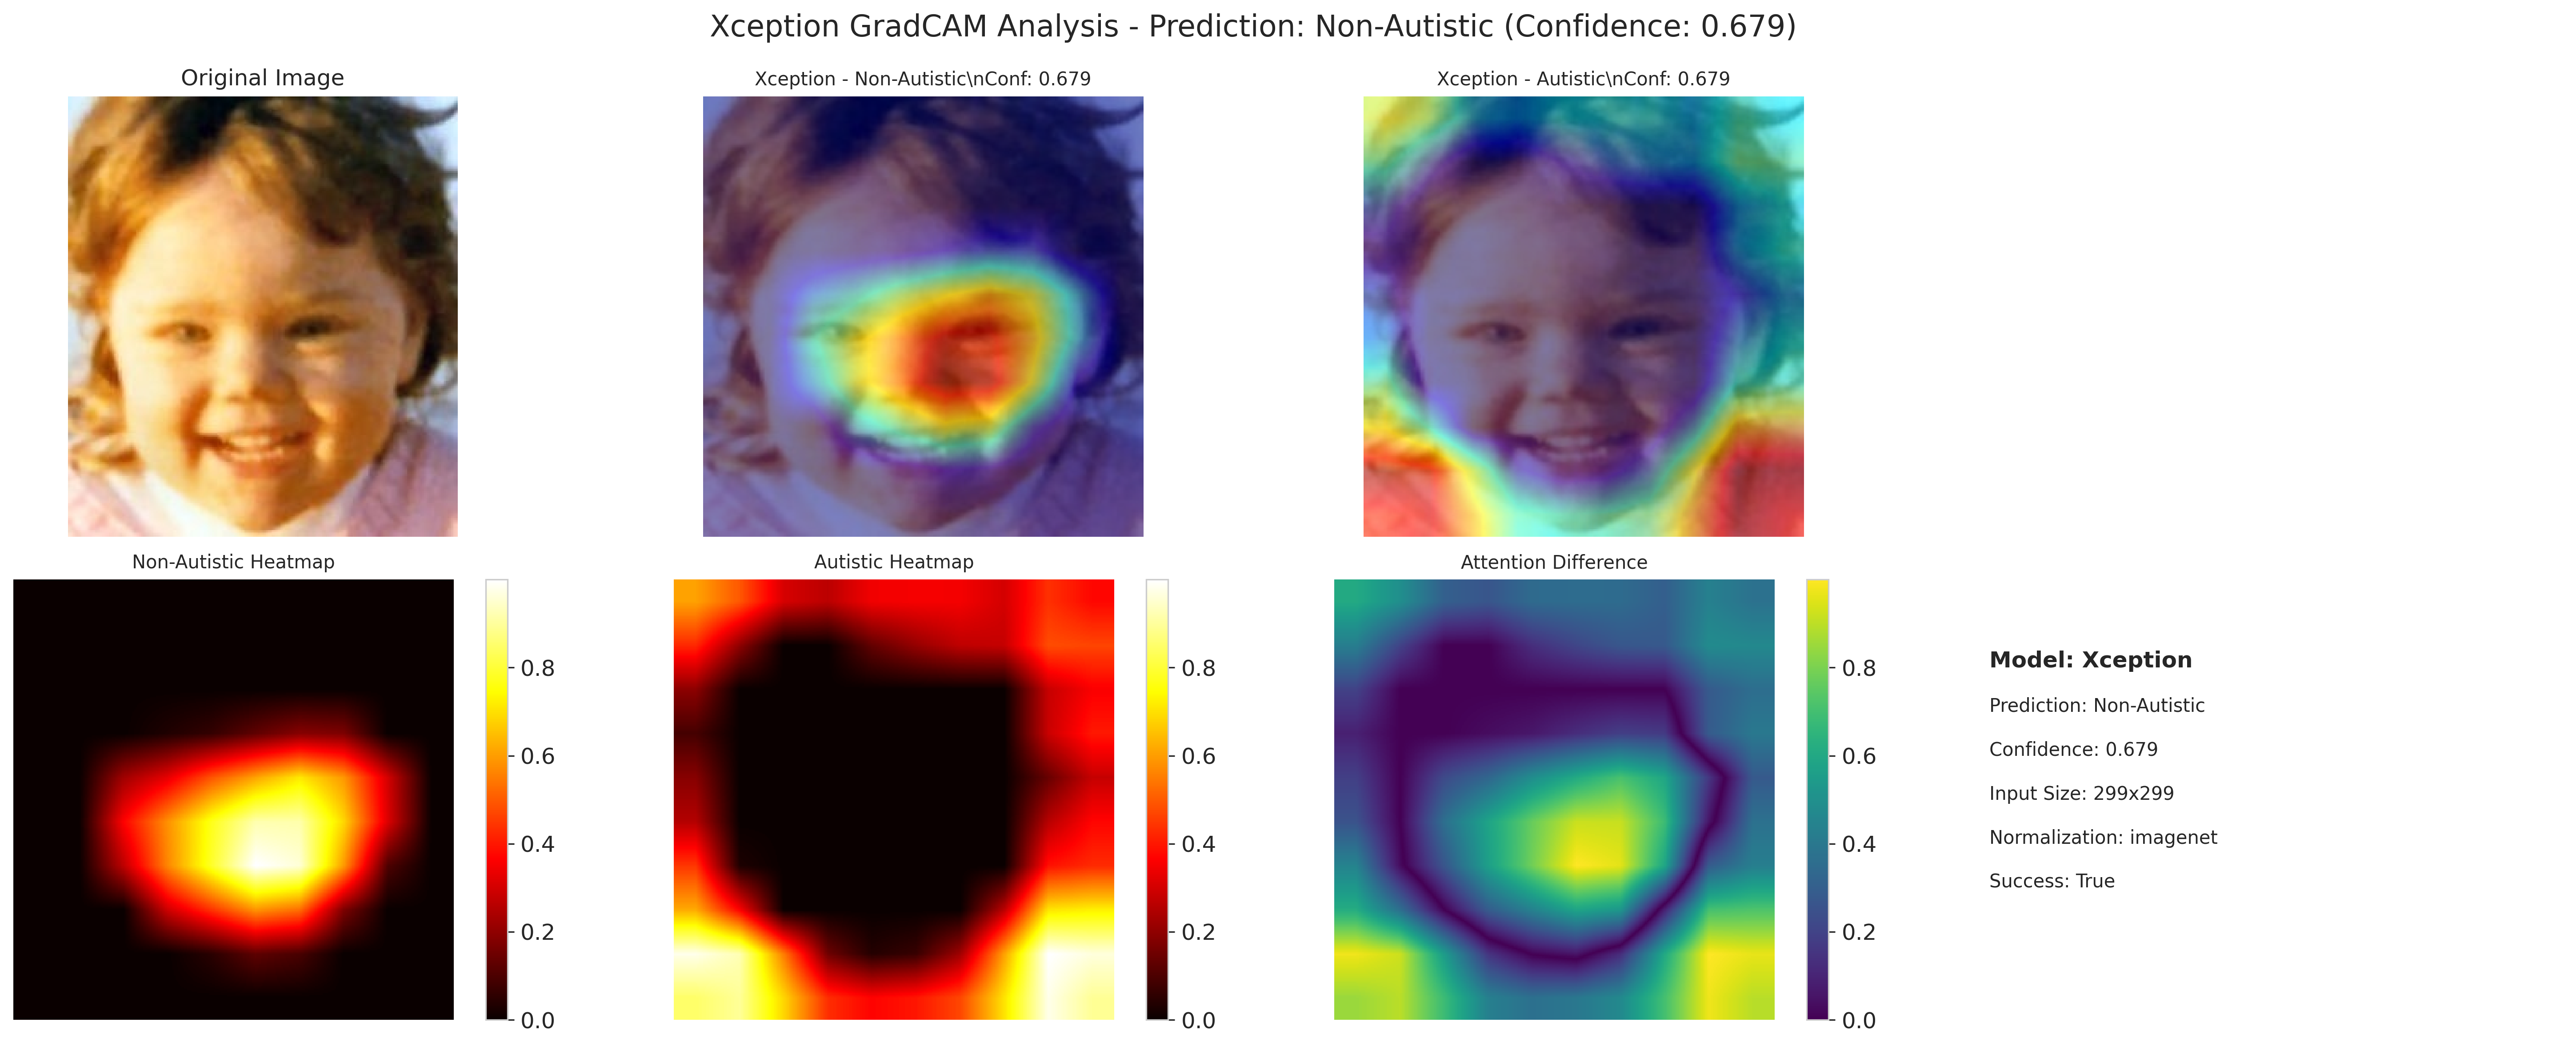 Xception GradCAM Analysis - Prediction: Non-Autistic (Confidence: 0.679)
Original Image
Xception - Non-Autistic\nConf: 0.679
Xception - Autistic\nConf: 0.679
Non-Autistic Heatmap
0.8
0.6
0.4
0.2
0.0
Autistic Heatmap
0.8
0.6
0.4
0.2
0.0
Attention Difference
0.8
0.6
0.4
0.2
0.0
Model: Xception
Prediction: Non-Autistic
Confidence: 0.679
Input Size: 299x299
Normalization: imagenet
Success: True